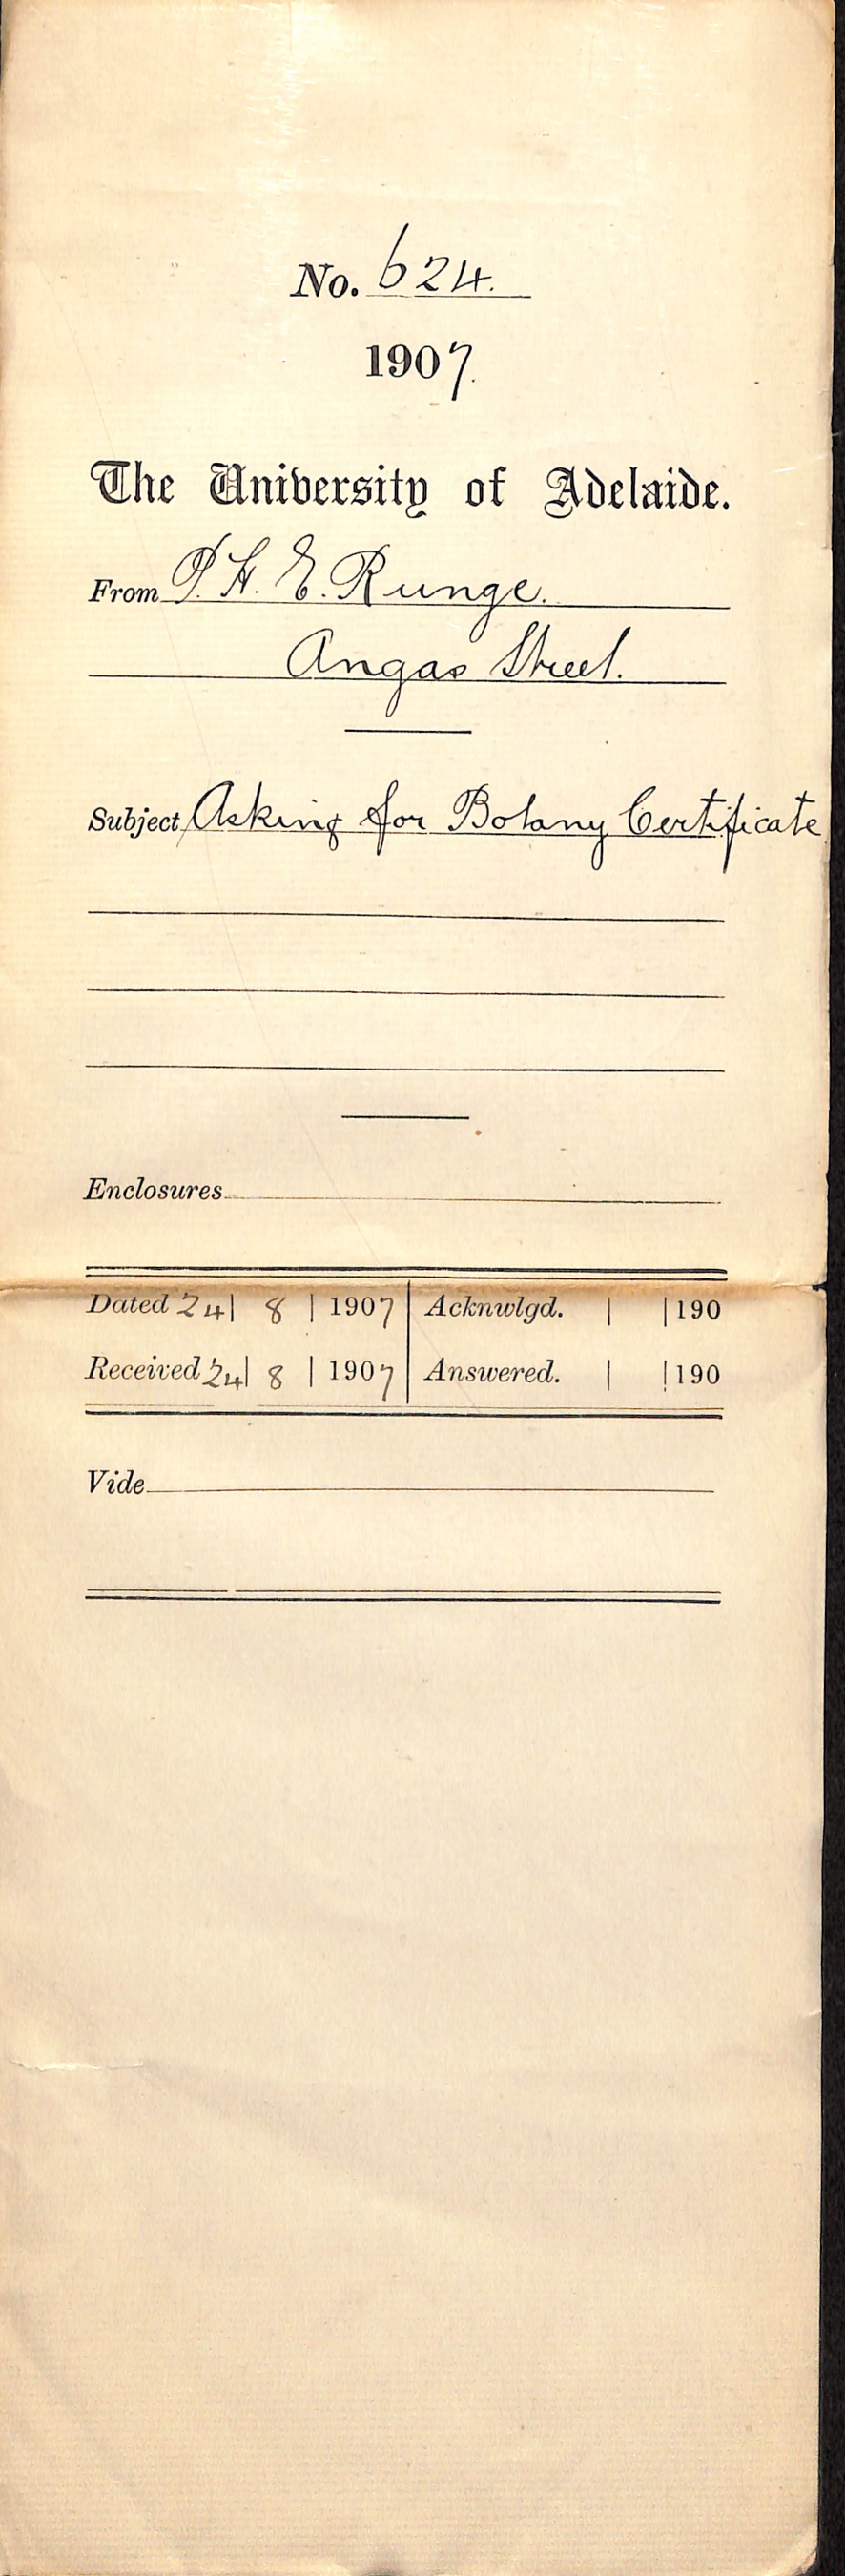 No. 624.
1907.
The University of Adelaide.
From P. H. E. Runge.
Angas Street.
Subject Asking for Botany Certificate
Enclosures
Dated 24| 8 | 1907 | Acknwlgd. | |190
Received 24| 8 | 1907 | Answered. | |190
Vide